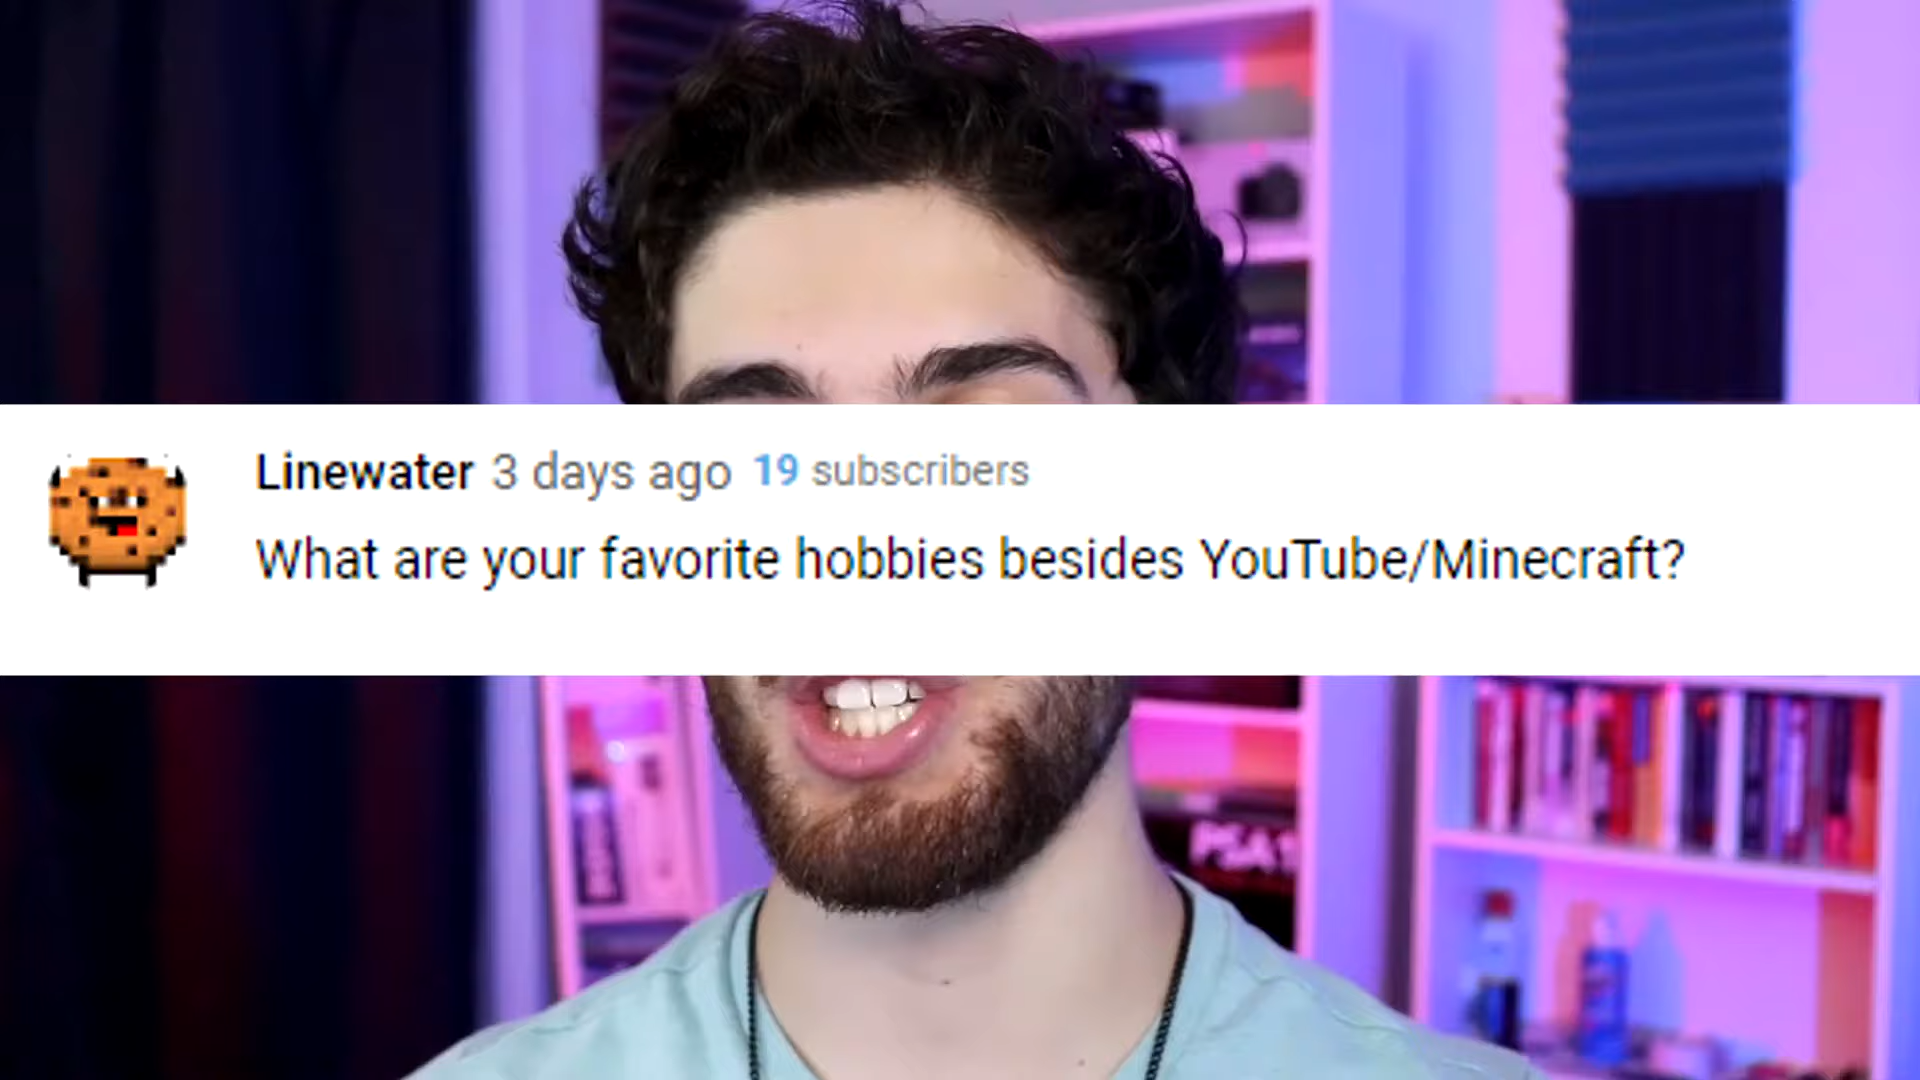 Linewater 3 days ago 19 subscribers
What are your favorite hobbies besides YouTube/Minecraft?